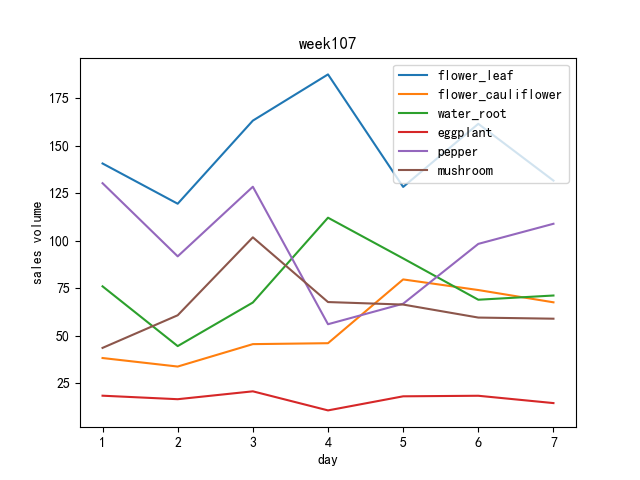 week107
flower_leaf
flower_cauliflower
water_root
eggplant
pepper
mushroom
sales volume
175
150
125
100
75
50
25
1 2 3 4 5 6 7
day